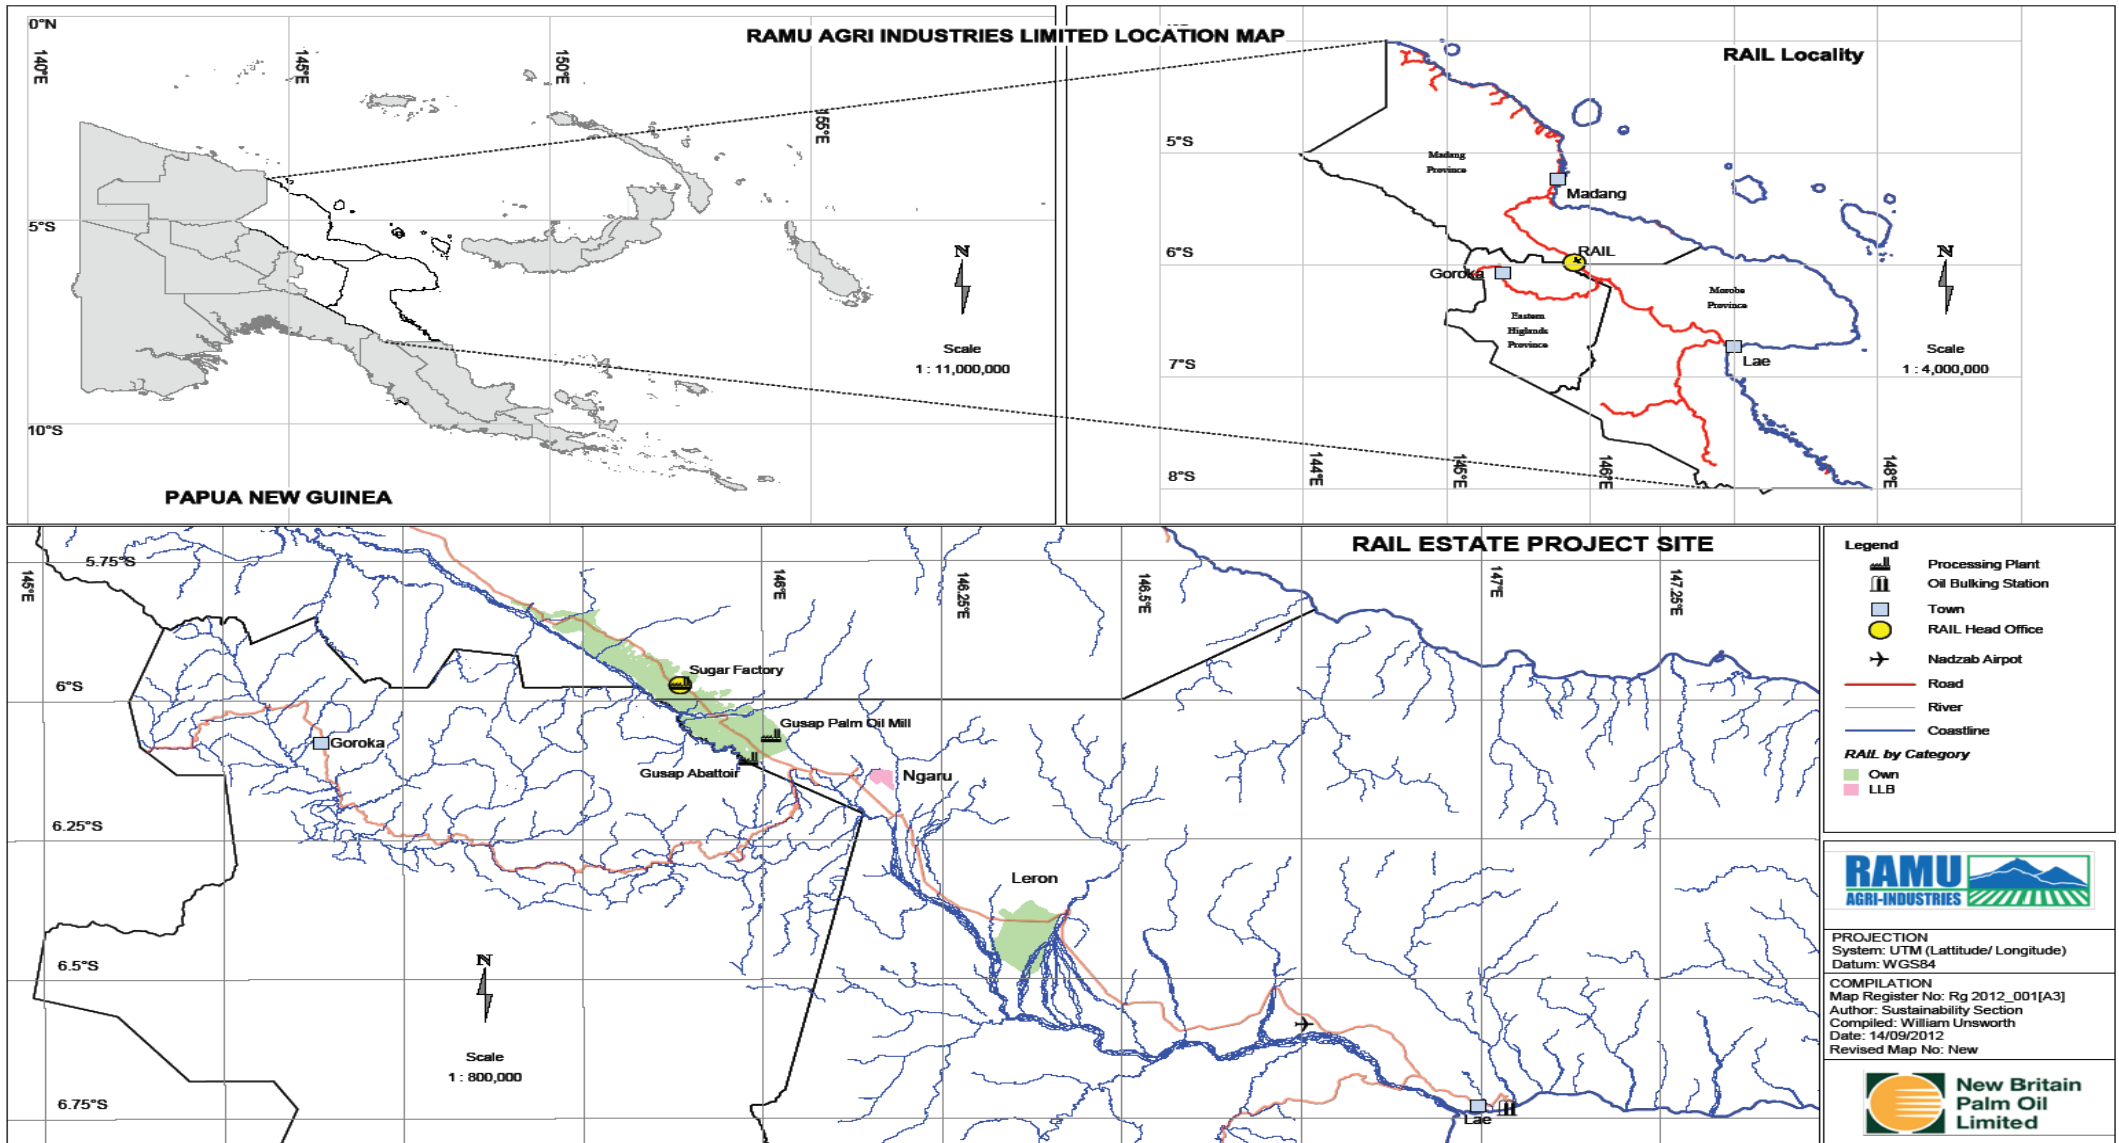 RAMU AGRI INDUSTRIES LIMITED LOCATION MAP
0°N
140°E
145°E
150°E
155°E
5°S
10°S
N
Scale
1 : 11,000,000
PAPUA NEW GUINEA
RAIL Locality
5°S
6°S
7°S
8°S
144°E
145°E
146°E
148°E
Madang
Province
Madang
RAIL
Goroka
Morobe
Province
Eastern
Higlands
Province
Lae
N
Scale
1 : 4,000,000
RAIL ESTATE PROJECT SITE
5.75°S
6°S
6.25°S
6.5°S
6.75°S
145°E
146°E
146.25°E
146.5°E
147°E
147.25°E
Sugar Factory
Gusap Palm Oil Mill
Goroka
Gusap Abattoir
Ngaru
Leron
Lae
N
Scale
1 : 800,000
Legend
Processing Plant
Oil Bulking Station
Town
RAIL Head Office
Nadzab Airpot
Road
River
Coastline
RAIL by Category
Own
LLB
RAMU
AGRI-INDUSTRIES
PROJECTION
System: UTM (Lattitude/ Longitude)
Datum: WGS84
COMPILATION
Map Register No: Rg 2012_001[A3]
Author: Sustainability Section
Compiled: William Unsworth
Date: 14/09/2012
Revised Map No: New
New Britain
Palm Oil
Limited